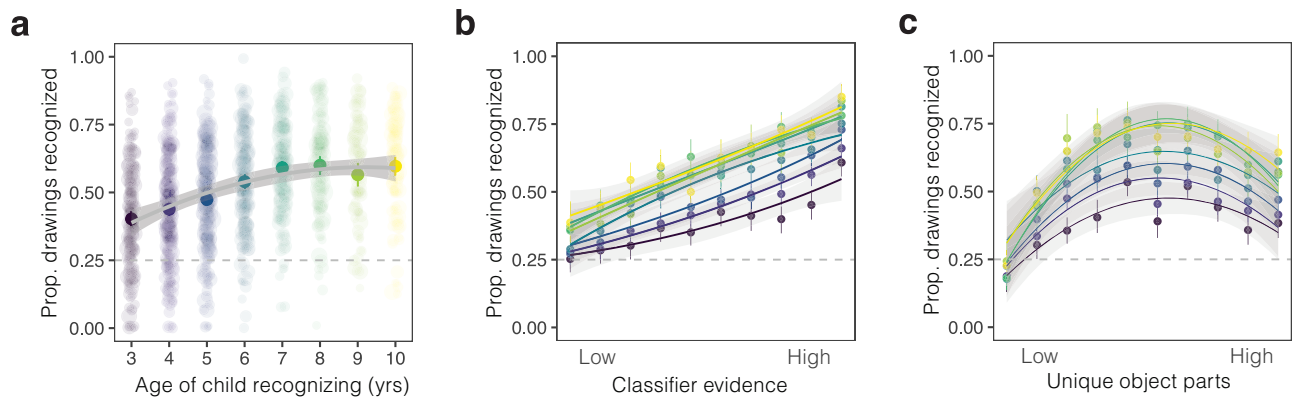 a
Prop. drawings recognized
1.00
0.75
0.50
0.25
0.00
3 4 5 6 7 8 9 10
Age of child recognizing (yrs)
b
Prop. drawings recognized
1.00
0.75
0.50
0.25
0.00
Low High
Classifier evidence
c
Prop. drawings recognized
1.00
0.75
0.50
0.25
0.00
Low High
Unique object parts